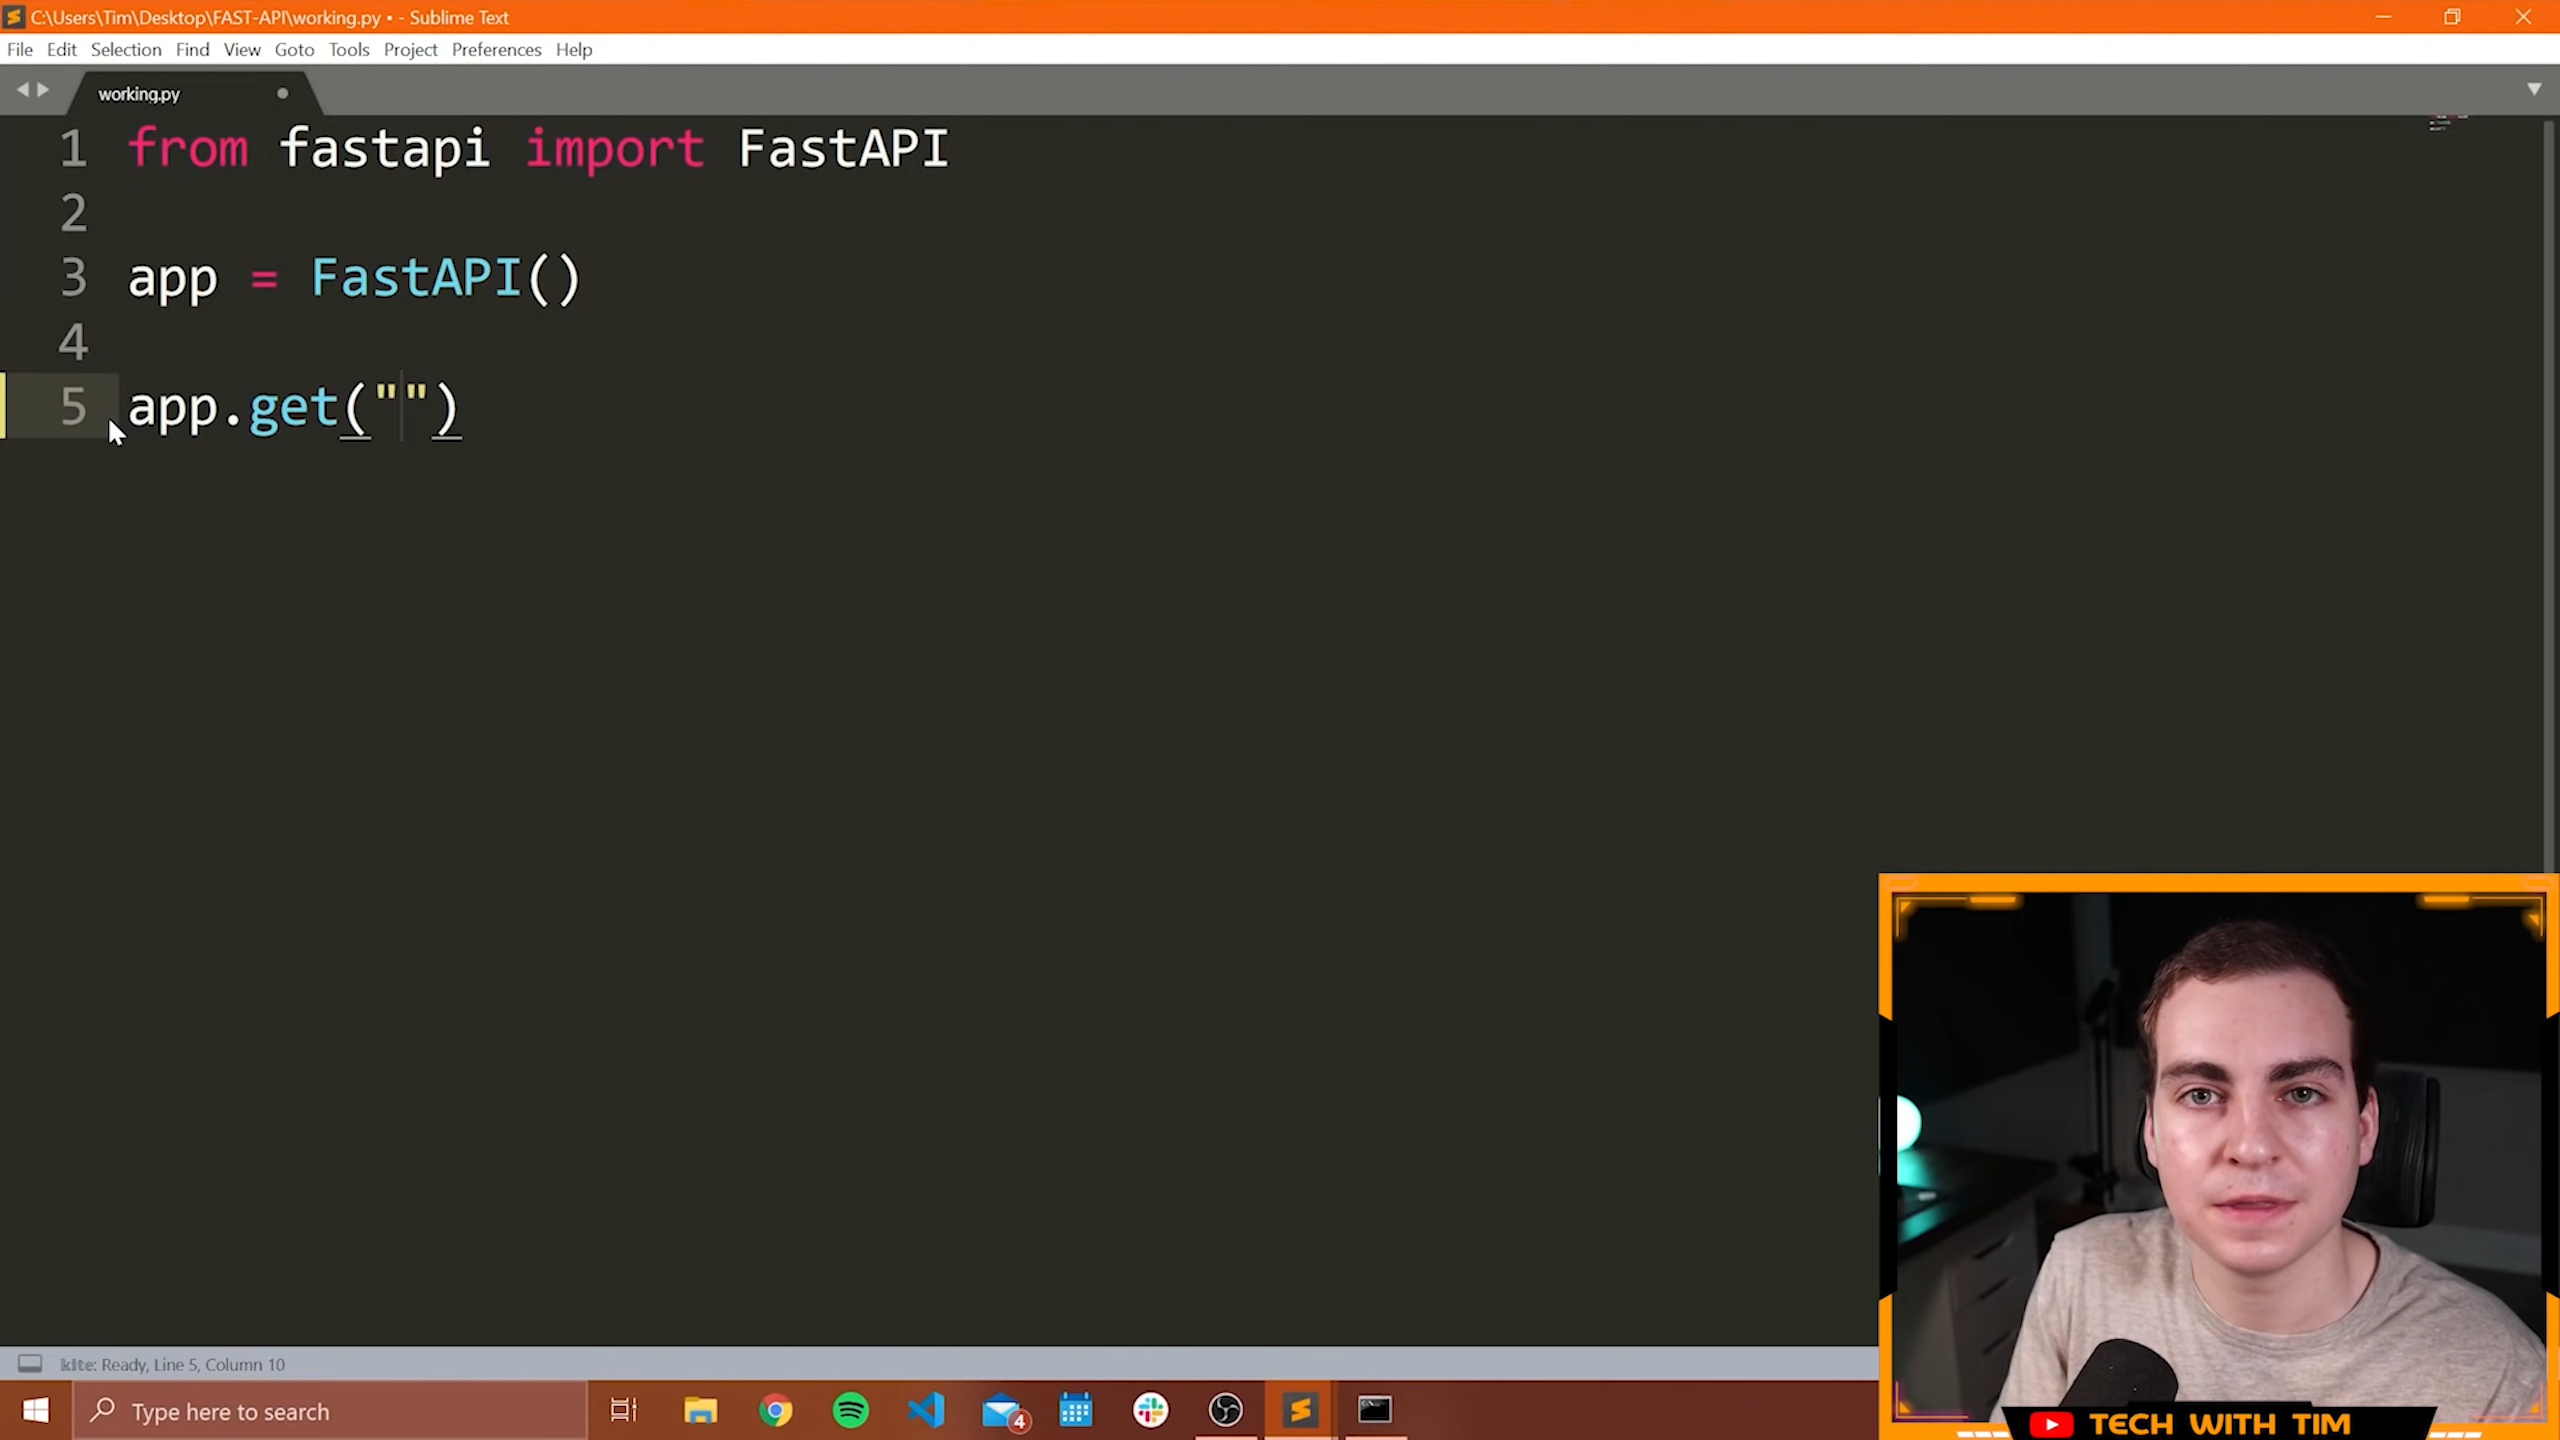 C:\Users\Tim\Desktop\FAST-API\working.py • - Sublime Text
File Edit Selection Find View Goto Tools Project Preferences Help
working.py
1 from fastapi import FastAPI
2
3 app = FastAPI()
4
5 app.get("")
kite: Ready, Line 5, Column 10
Type here to search
4
TECH WITH TIM